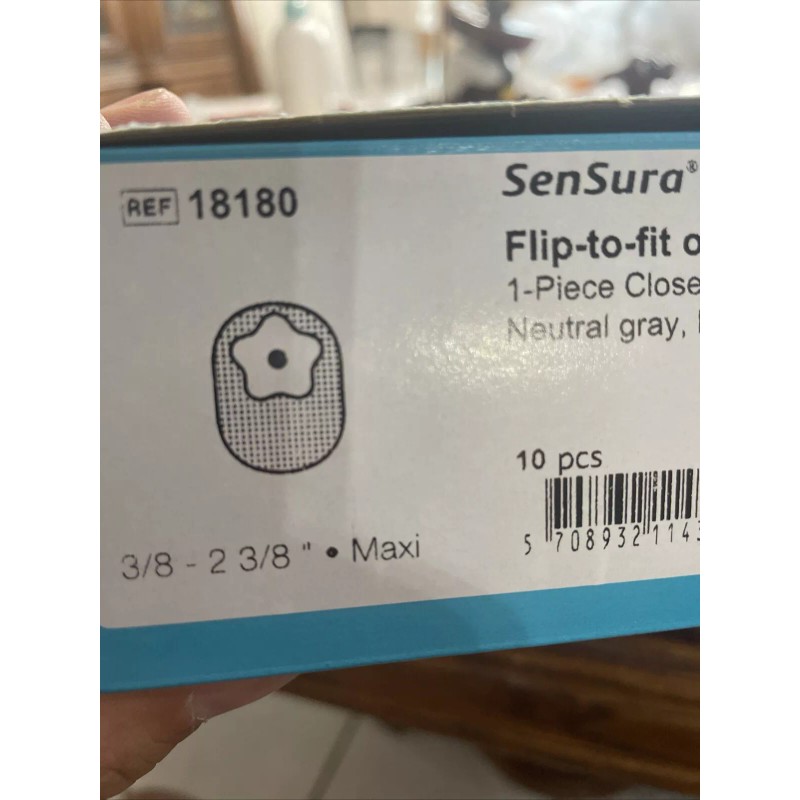 REF 18180
SenSura®
Flip-to-fit o
1-Piece Close
Neutral gray,
10 pcs
5 708932 1143
3/8 - 2 3/8 " • Maxi